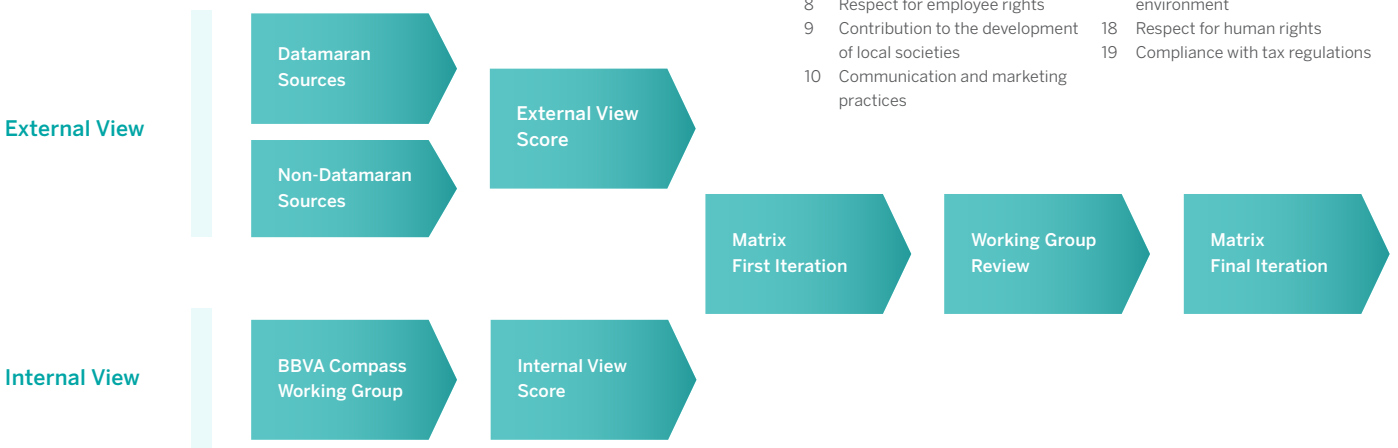 8 Respect for employee rights
9 Contribution to the development
of local societies
10 Communication and marketing
practices
environment
18 Respect for human rights
19 Compliance with tax regulations
External View
Datamaran
Sources
Non-Datamaran
Sources
External View
Score
Matrix
First Iteration
Working Group
Review
Matrix
Final Iteration
Internal View
BBVA Compass
Working Group
Internal View
Score